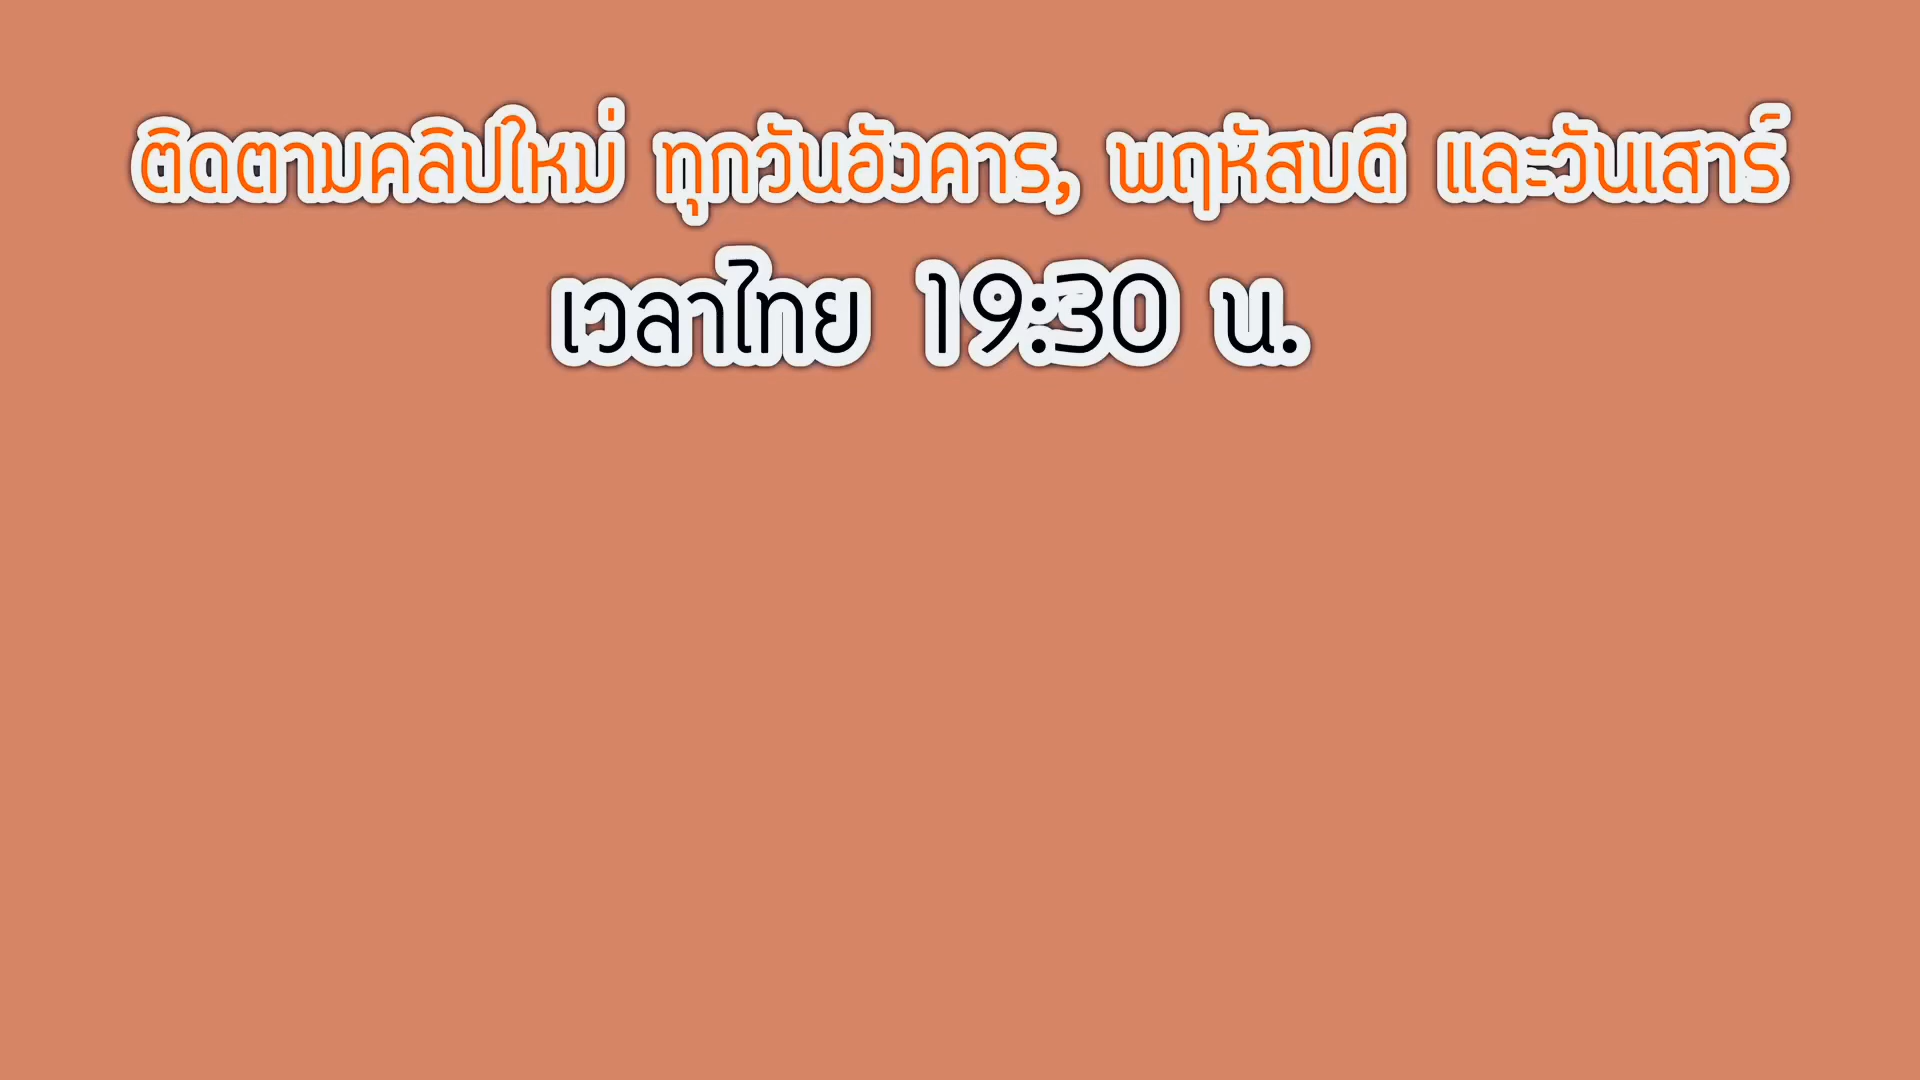 ติดตามคลิปใหม่ ทุกวันอังคาร, พฤหัสบดี และวันเสาร์
เวลาไทย 19:30 น.